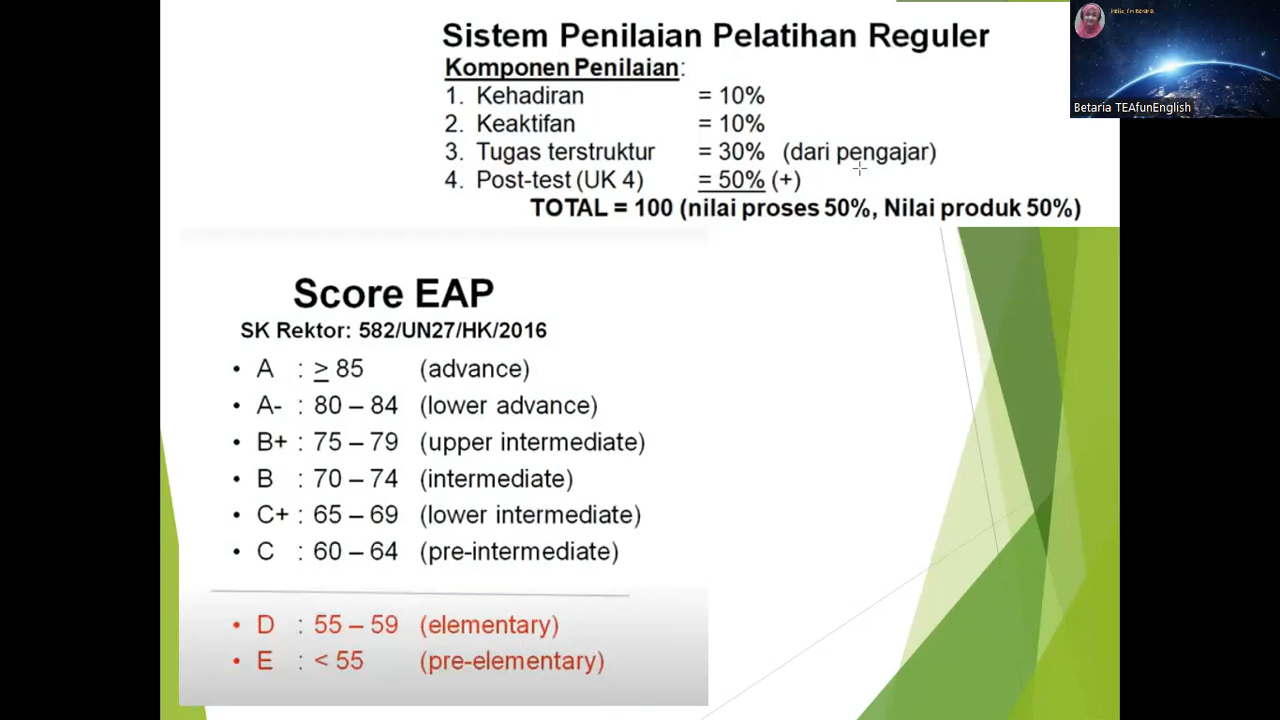 Sistem Penilaian Pelatihan Reguler
Komponen Penilaian:
1. Kehadiran = 10%
2. Keaktifan = 10%
3. Tugas terstruktur = 30% (dari pengajar)
4. Post-test (UK 4) = 50% (+)
TOTAL = 100 (nilai proses 50%, Nilai produk 50%)
Betaria TEAfunEnglish
Score EAP
SK Rektor: 582/UN27/HK/2016
• A : ≥ 85 (advance)
• A- : 80 – 84 (lower advance)
• B+ : 75 – 79 (upper intermediate)
• B : 70 – 74 (intermediate)
• C+ : 65 – 69 (lower intermediate)
• C : 60 – 64 (pre-intermediate)
• D : 55 – 59 (elementary)
• E : < 55 (pre-elementary)